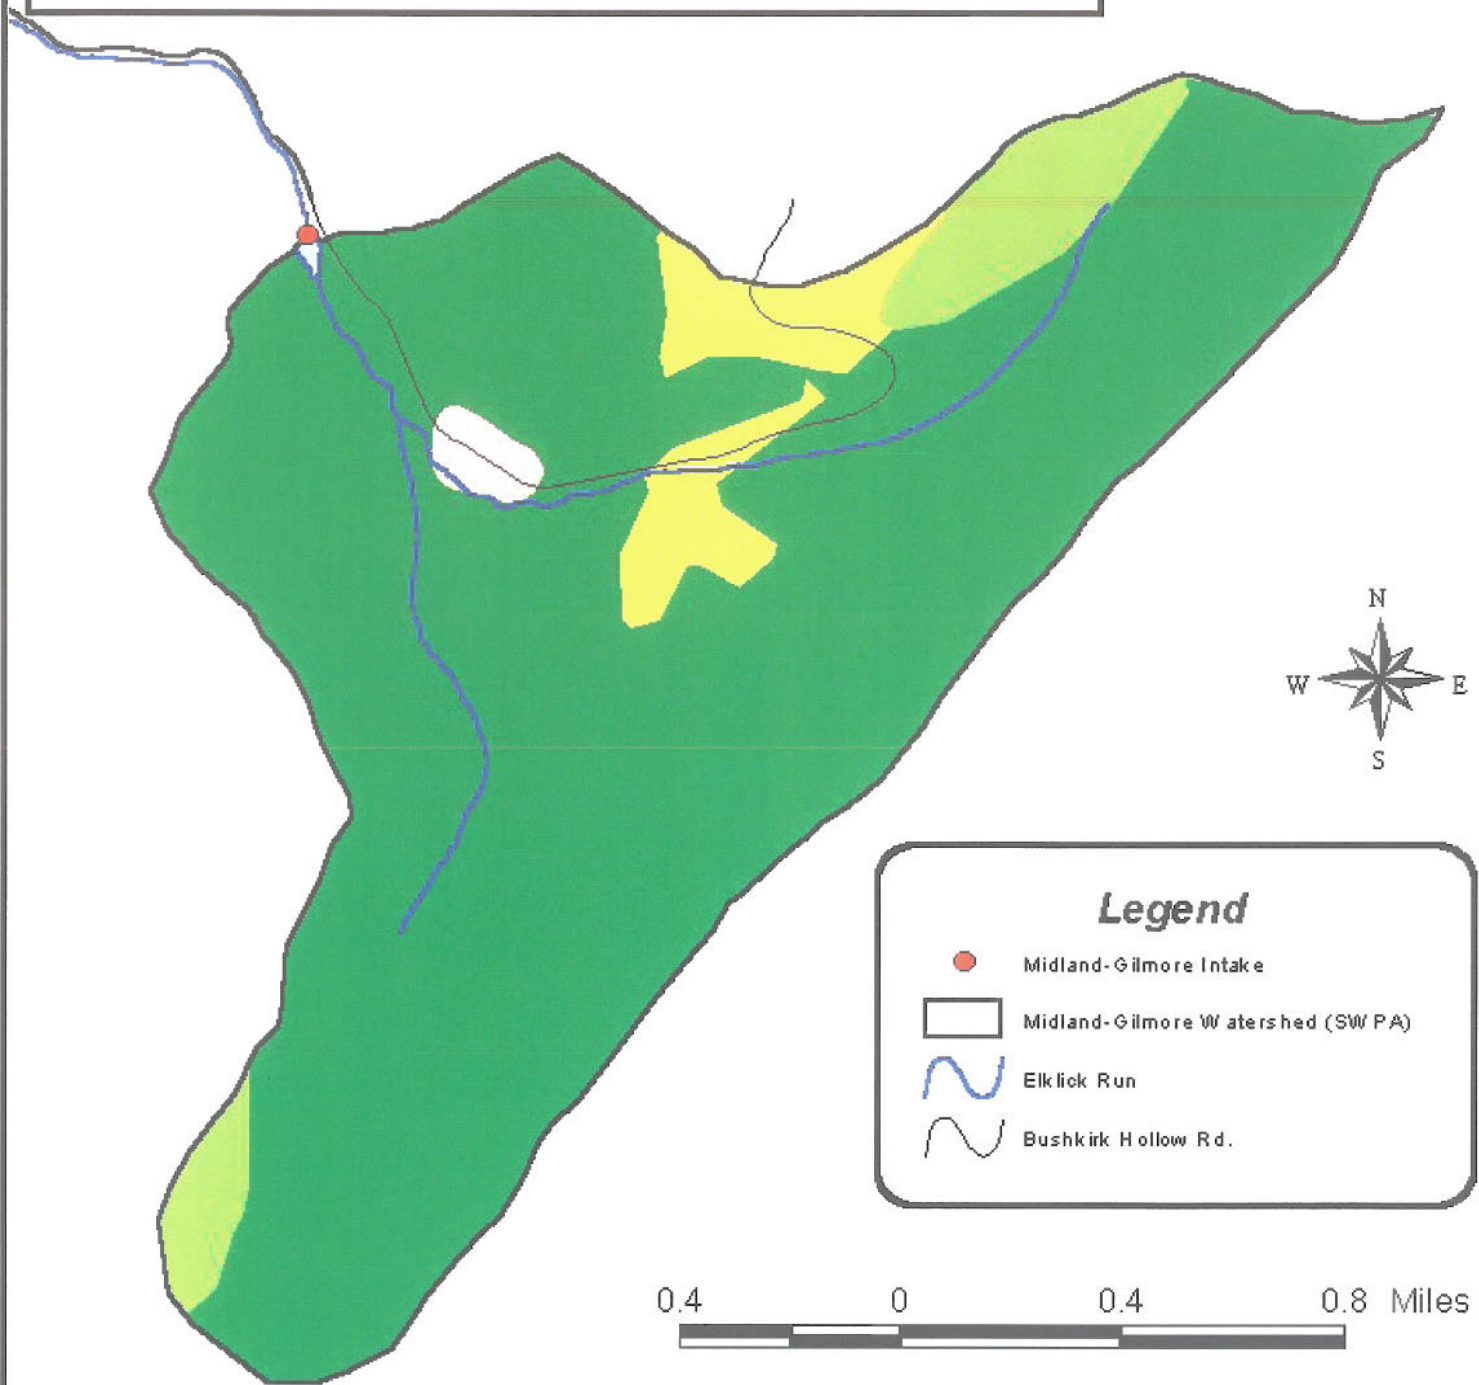 N
W E
S
Legend
Midland-Gilmore Intake
Midland-Gilmore Watershed (SWPA)
Elklick Run
Bushkirk Hollow Rd.
0.4 0 0.4 0.8 Miles